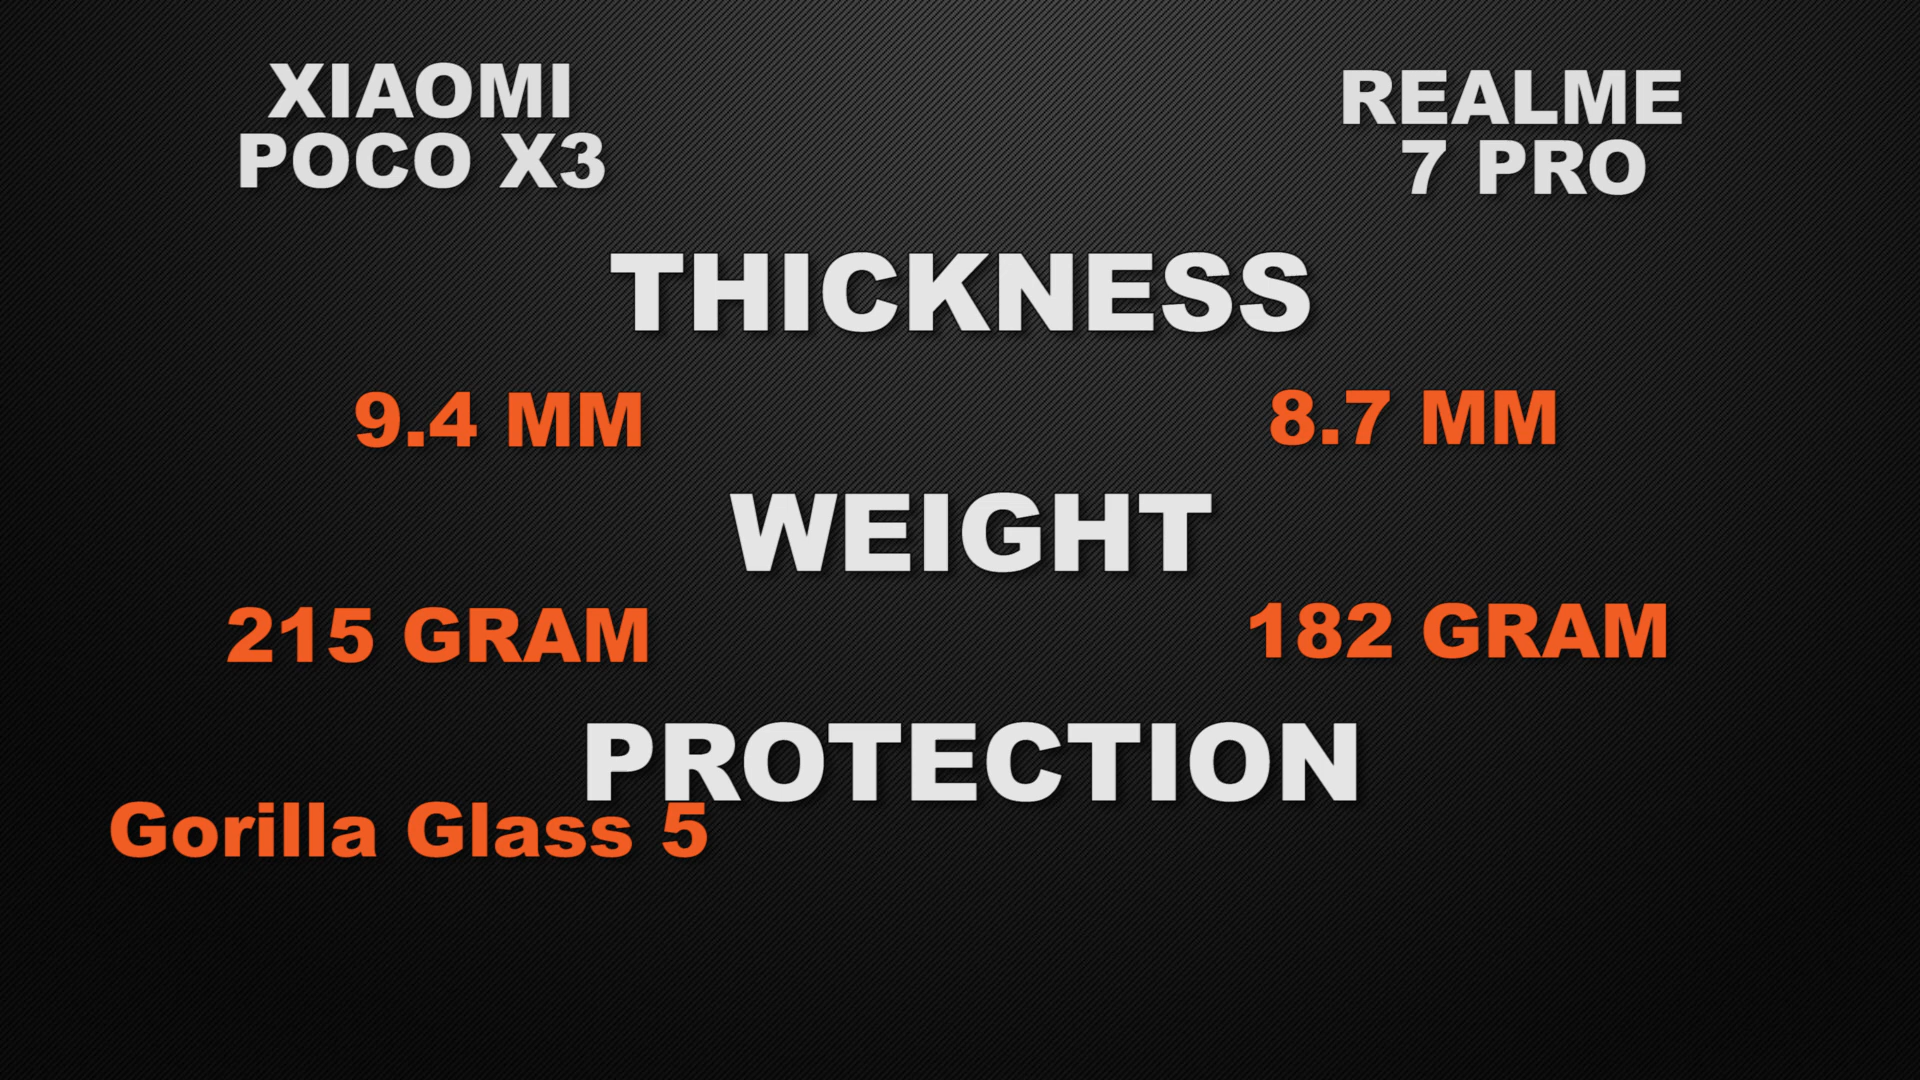 XIAOMI
POCO X3
REALME
7 PRO
THICKNESS
9.4 MM
8.7 MM
WEIGHT
215 GRAM
182 GRAM
PROTECTION
Gorilla Glass 5